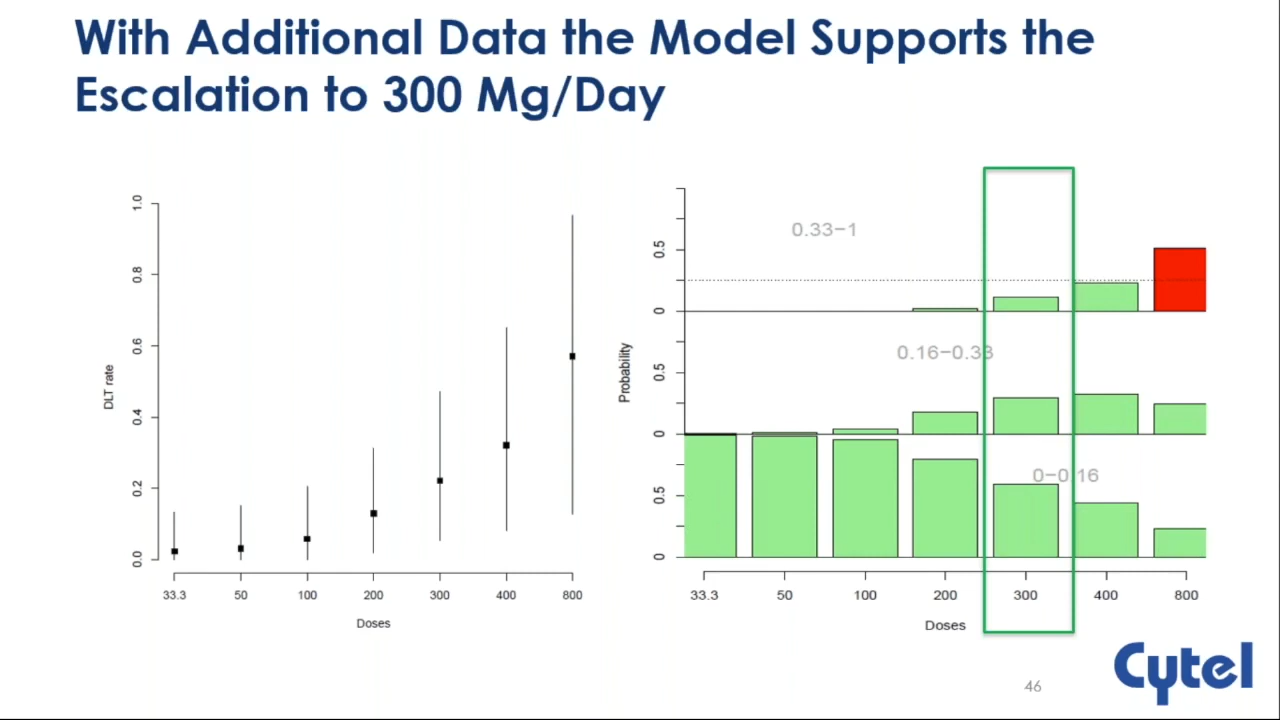 With Additional Data the Model Supports the
Escalation to 300 Mg/Day
DLT rate
0.0
0.2
0.4
0.6
0.8
1.0
33.3 50 100 200 300 400 800
Doses
Probability
0.33−1
0.5
0
0.16−0.33
0.5
0
0−0.16
0.5
0
33.3 50 100 200 300 400 800
Doses
46
Cytel